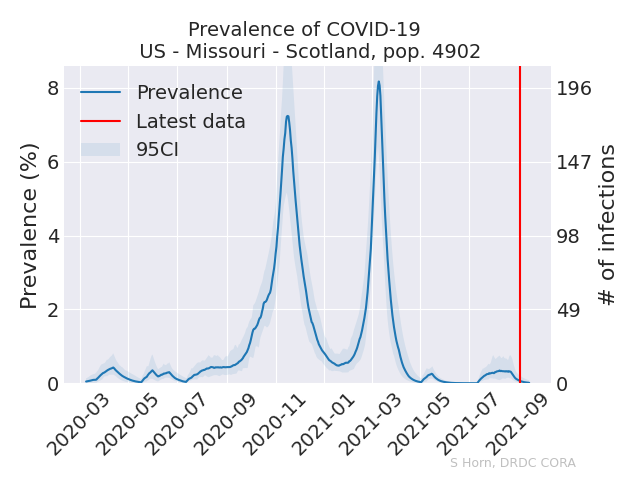 Prevalence of COVID-19
US - Missouri - Scotland, pop. 4902
Prevalence
Latest data
95CI
Prevalence (%)
8
6
4
2
0
# of infections
196
147
98
49
0
2020-03
2020-05
2020-07
2020-09
2020-11
2021-01
2021-03
2021-05
2021-07
2021-09
S Horn, DRDC CORA